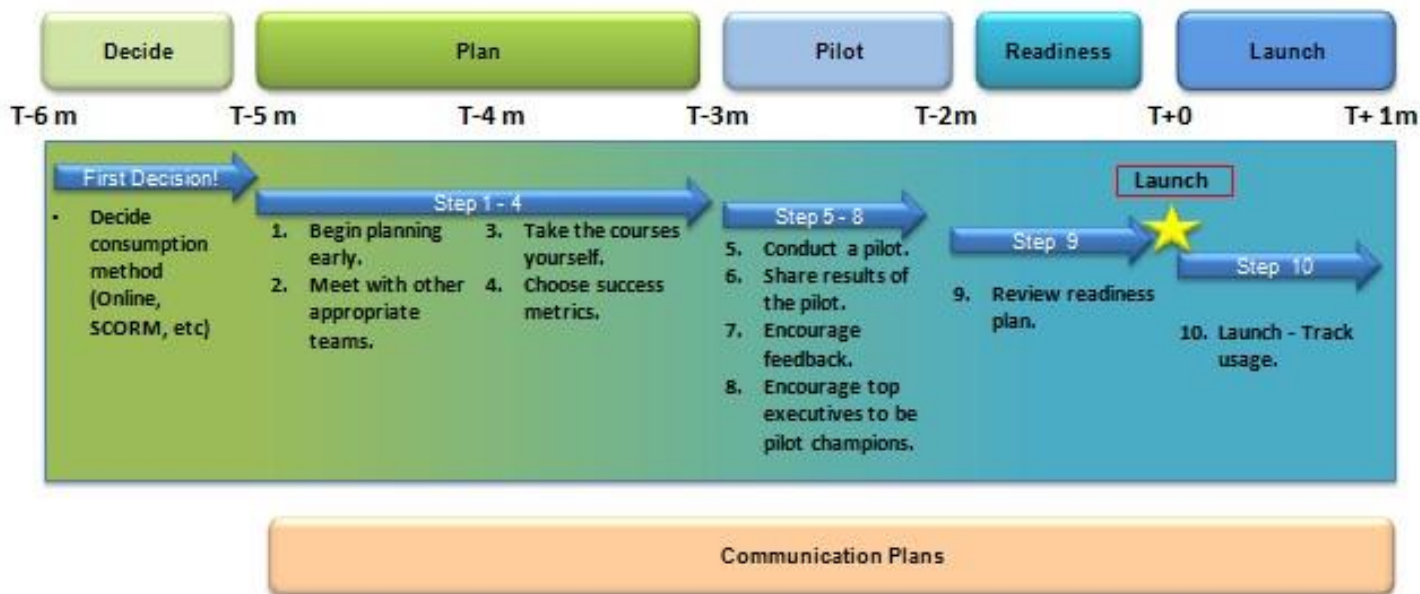 Decide
Plan
Pilot
Readiness
Launch
T-6 m
T-5 m
T-4 m
T-3m
T-2m
T+0
T+ 1m
First Decision!
• Decide
consumption
method
(Online,
SCORM, etc)
Step 1 - 4
1. Begin planning
early.
2. Meet with other
appropriate
teams.
3. Take the courses
yourself.
4. Choose success
metrics.
Step 5 - 8
5. Conduct a pilot.
6. Share results of
the pilot.
7. Encourage
feedback.
8. Encourage top
executives to be
pilot champions.
Step 9
9. Review readiness
plan.
Launch
Step 10
10. Launch - Track
usage.
Communication Plans